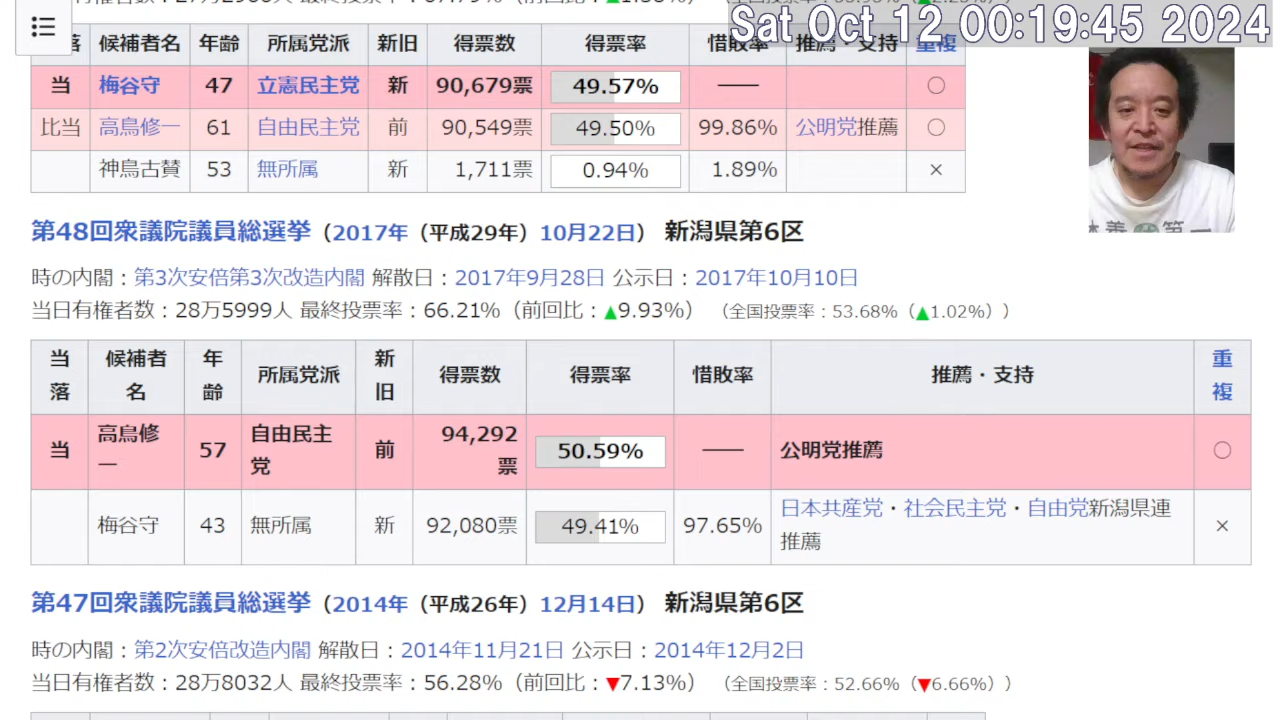 Sat Oct 12 00:19:45 2024
候補者名 年齢 所属党派 新旧 得票数 得票率 惜敗率 推薦・支持 重複
当 梅谷守 47 立憲民主党 新 90,679票 49.57% ―― ○
比当 高鳥修一 61 自由民主党 前 90,549票 49.50% 99.86% 公明党推薦 ○
神鳥古賛 53 無所属 新 1,711票 0.94% 1.89% ×
第48回衆議院議員総選挙（2017年（平成29年）10月22日） 新潟県第6区
時の内閣：第3次安倍第3次改造内閣 解散日：2017年9月28日 公示日：2017年10月10日
当日有権者数：28万5999人 最終投票率：66.21%（前回比：▲9.93%）（全国投票率：53.68%（▲1.02%））
当落 候補者名 年齢 所属党派 新旧 得票数 得票率 惜敗率 推薦・支持 重複
当 高鳥修一 57 自由民主党 前 94,292票 50.59% ―― 公明党推薦 ○
梅谷守 43 無所属 新 92,080票 49.41% 97.65% 日本共産党・社会民主党・自由党新潟県連推薦 ×
第47回衆議院議員総選挙（2014年（平成26年）12月14日） 新潟県第6区
時の内閣：第2次安倍改造内閣 解散日：2014年11月21日 公示日：2014年12月2日
当日有権者数：28万8032人 最終投票率：56.28%（前回比：▼7.13%）（全国投票率：52.66%（▼6.66%））